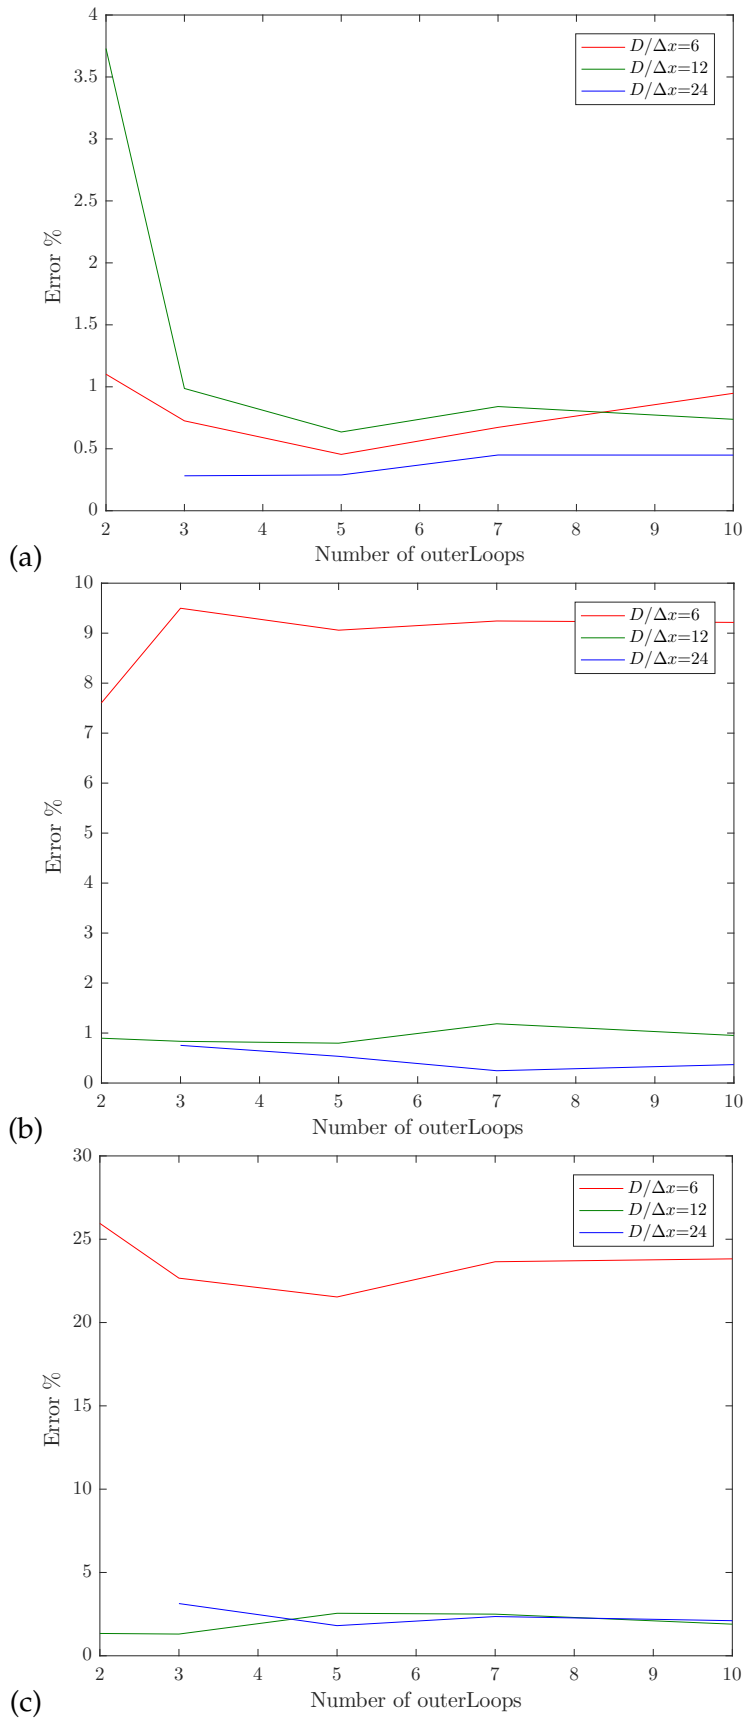 4
3.5
3
2.5
2
1.5
1
0.5
0
Error %
D/Δx=6
D/Δx=12
D/Δx=24
2 3 4 5 6 7 8 9 10
Number of outerLoops
(a)
10
9
8
7
6
5
4
3
2
1
0
Error %
D/Δx=6
D/Δx=12
D/Δx=24
2 3 4 5 6 7 8 9 10
Number of outerLoops
(b)
30
25
20
15
10
5
0
Error %
D/Δx=6
D/Δx=12
D/Δx=24
2 3 4 5 6 7 8 9 10
Number of outerLoops
(c)